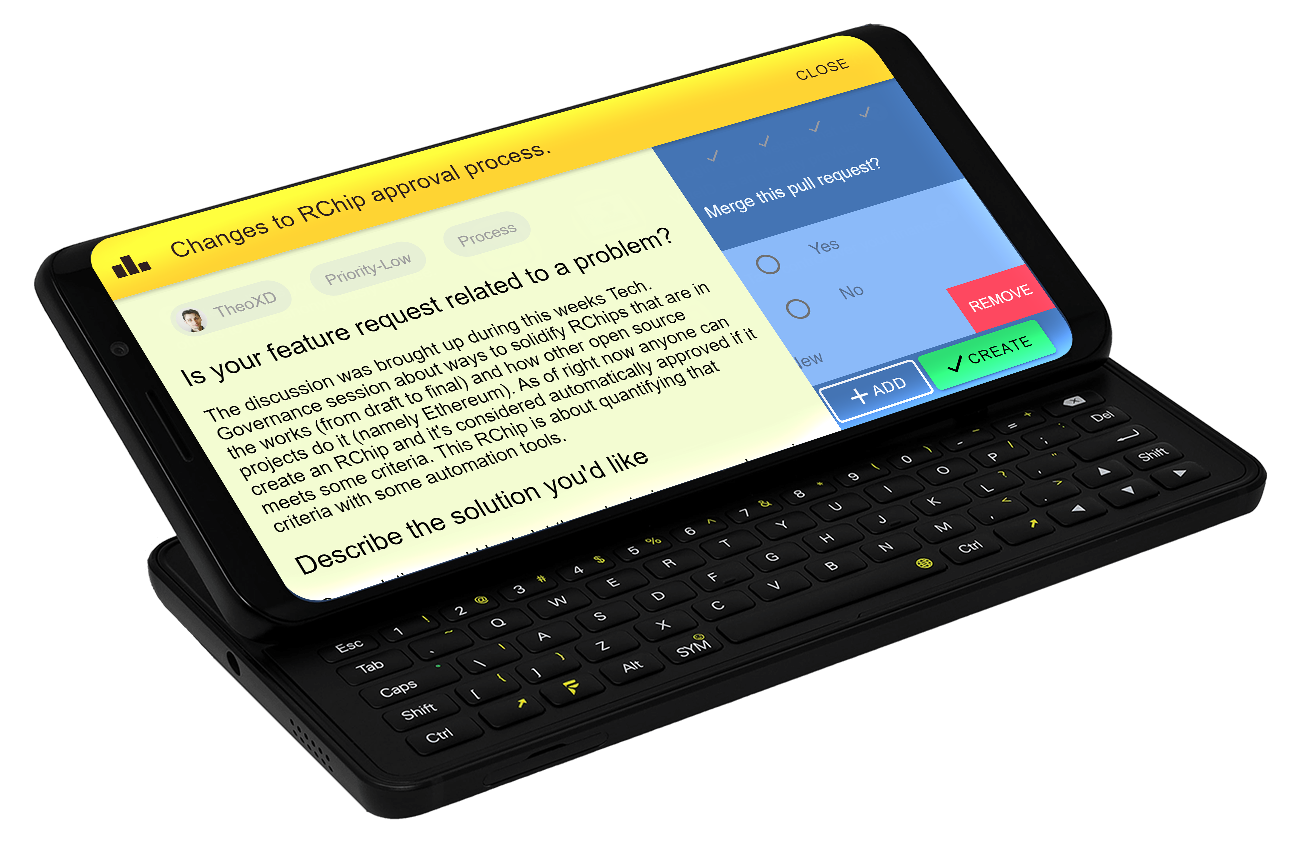 CLOSE
Changes to RChip approval process.
TheoXD
Priority-Low
Process
Is your feature request related to a problem?
The discussion was brought up during this weeks Tech.
Governance session about ways to solidify RChips that are in
the works (from draft to final) and how other open source
projects do it (namely Ethereum). As of right now anyone can
create an RChip and it's considered automatically approved if it
meets some criteria. This RChip is about quantifying that
criteria with some automation tools.
Describe the solution you'd like
Merge this pull request?
Yes
No
REMOVE
ADD
CREATE
Esc 1 ! 2 @ 3 # 4 $ 5 % 6 ^ 7 & 8 * 9 ( 0 ) - _ = +
Tab ~ Q W E R T Y U I O P ; : Del
Caps \ | A S D F G H J K L ? ' "
Shift [ { ] } Z X C V B N M , < . > Shift
Ctrl Alt SYM Ctrl